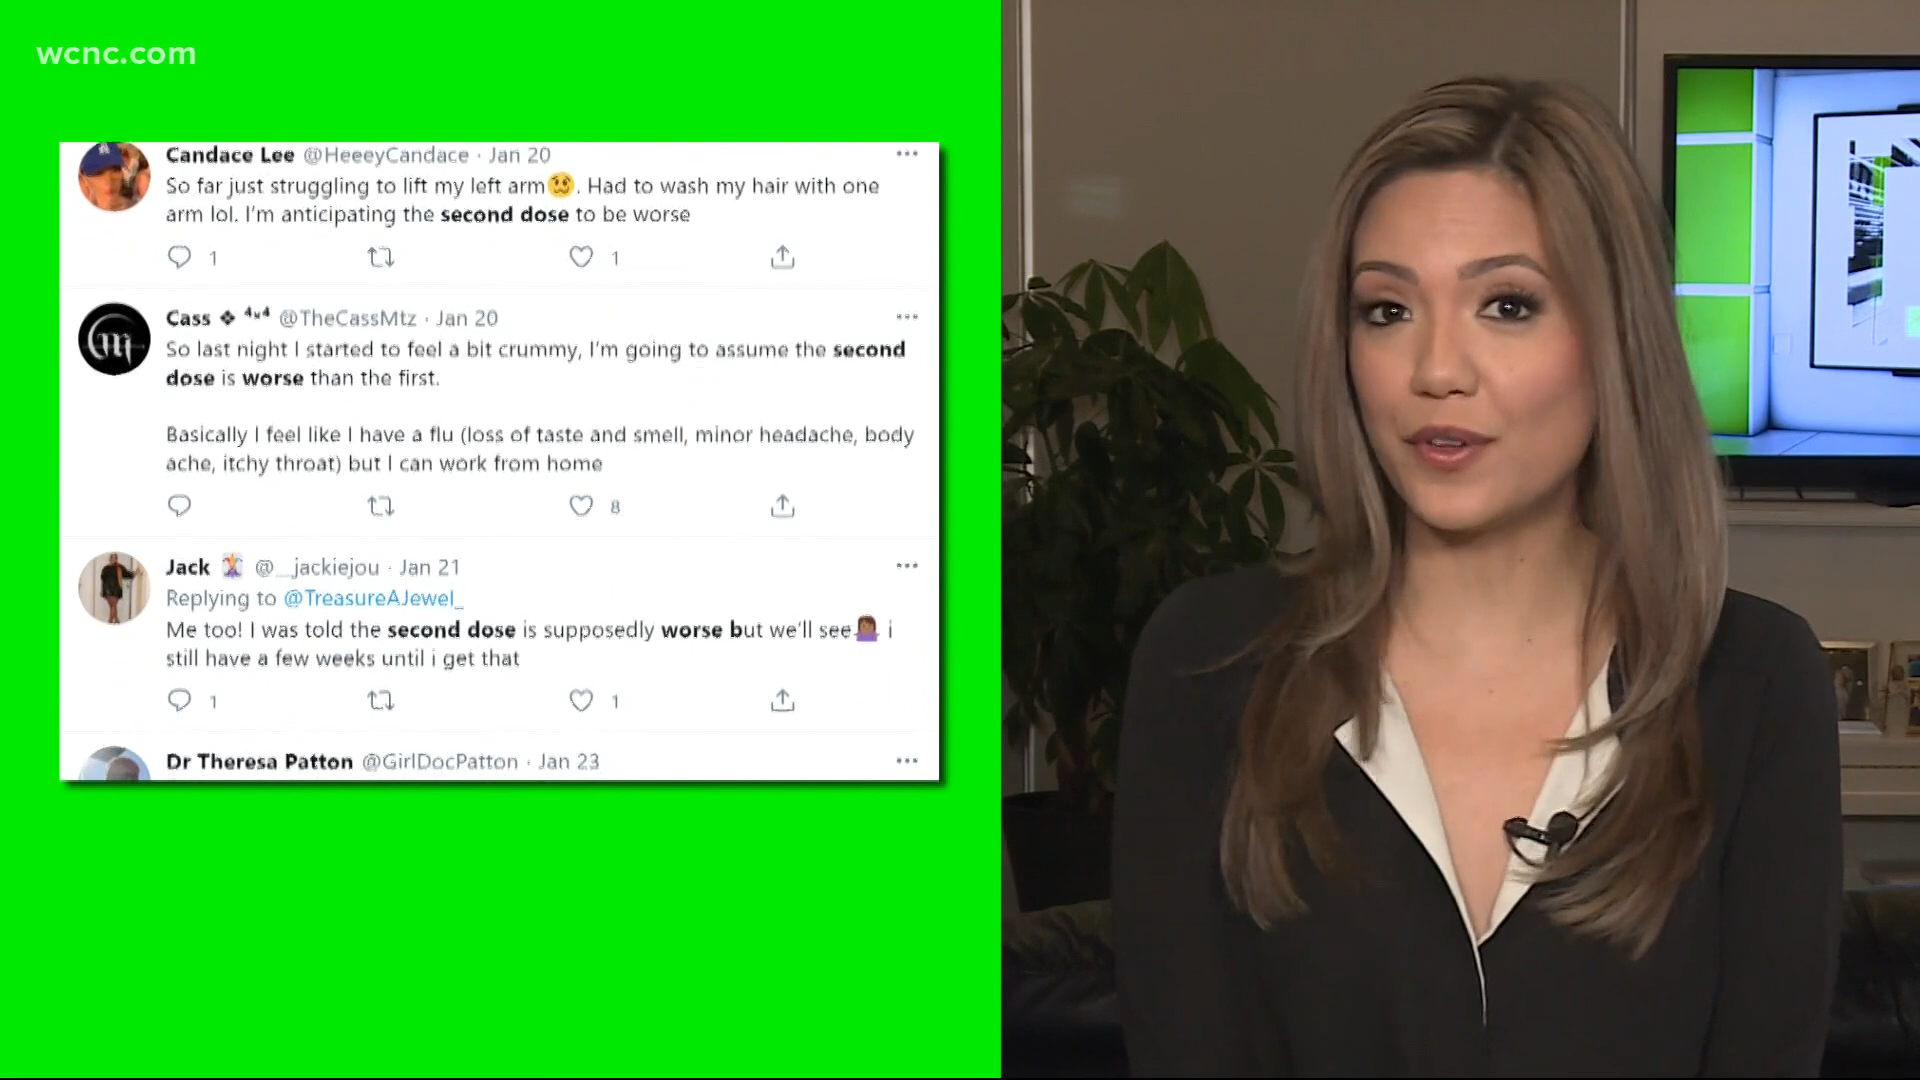 wcnc.com
Candace Lee @HeeeyCandace · Jan 20
So far just struggling to lift my left arm🥴. Had to wash my hair with one
arm lol. I'm anticipating the second dose to be worse
1 1
Cass ❖ ⁴ˣ⁴ @TheCassMtz · Jan 20
So last night I started to feel a bit crummy, I'm going to assume the second
dose is worse than the first.
Basically I feel like I have a flu (loss of taste and smell, minor headache, body
ache, itchy throat) but I can work from home
8
Jack @__jackiejou · Jan 21
Replying to @TreasureAJewel_
Me too! I was told the second dose is supposedly worse but we'll see🤷🏾‍♀️ i
still have a few weeks until i get that
1 1
Dr Theresa Patton @GirlDocPatton · Jan 23